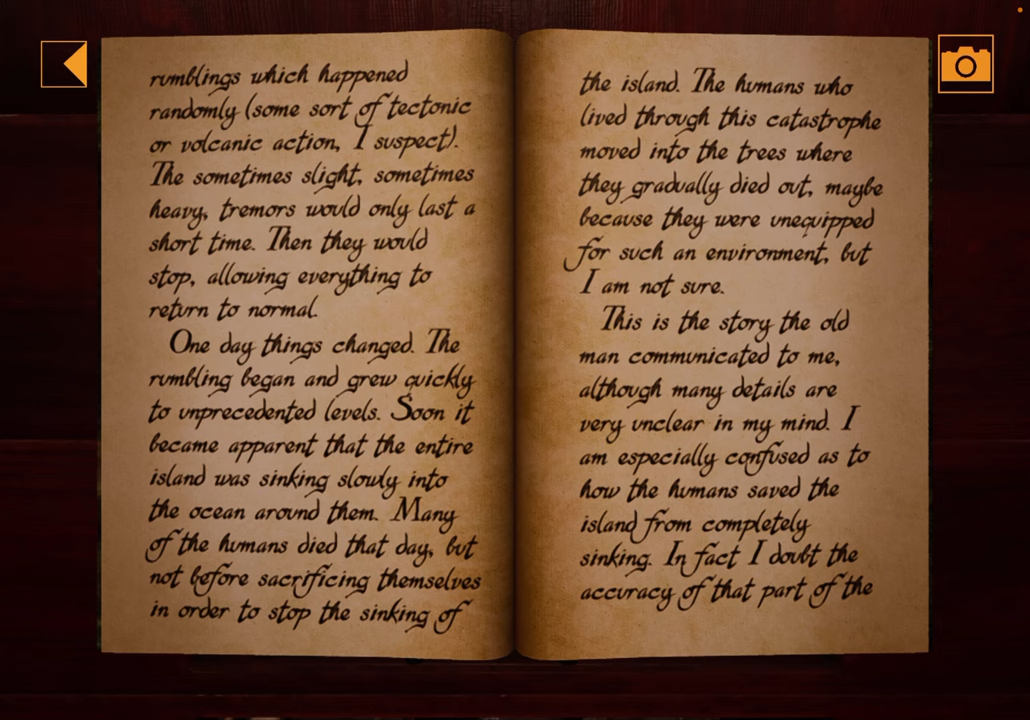 rumblings which happened
randomly (some sort of tectonic
or volcanic action, I suspect).
The sometimes slight, sometimes
heavy, tremors would only last a
short time. Then they would
stop, allowing everything to
return to normal.
One day things changed. The
rumbling began and grew quickly
to unprecedented levels. Soon it
became apparent that the entire
island was sinking slowly into
the ocean around them. Many
of the humans died that day, but
not before sacrificing themselves
in order to stop the sinking of
the island. The humans who
lived through this catastrophe
moved into the trees where
they gradually died out, maybe
because they were unequipped
for such an environment, but
I am not sure.
This is the story the old
man communicated to me,
although many details are
very unclear in my mind. I
am especially confused as to
how the humans saved the
island from completely
sinking. In fact I doubt the
accuracy of that part of the